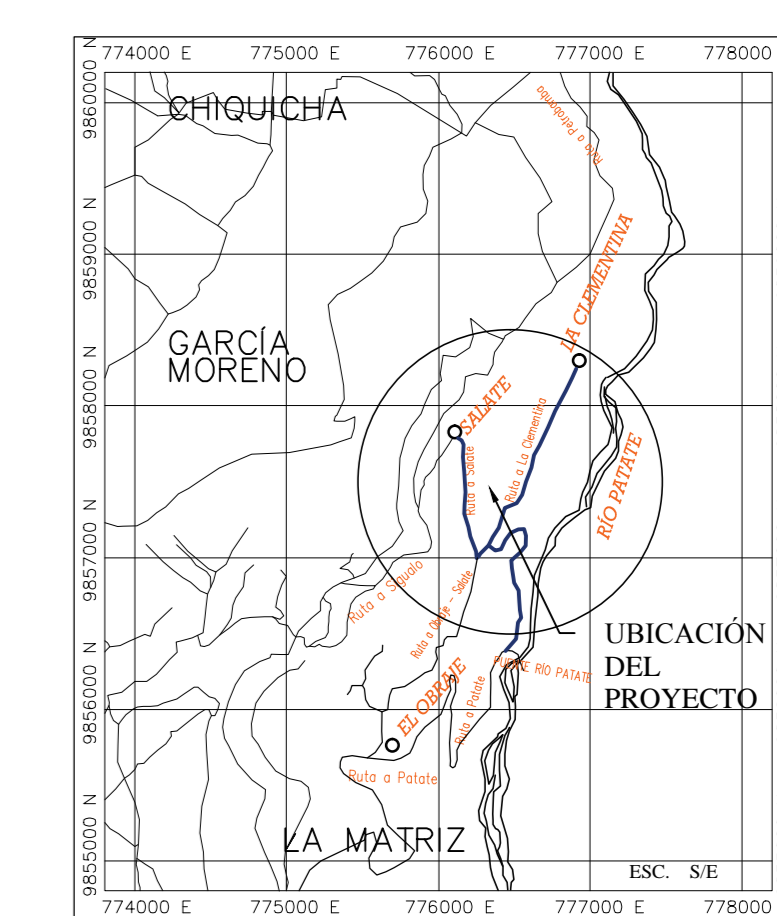 774000 E 775000 E 776000 E 777000 E 778000
9860000 N
CHIQUICHA
Ruta a Petrobamba
9859000 N
LA CLEMENTINA
GARCÍA
MORENO
9858000 N
SALATE
Ruta a La Clementina
Ruta a Salate
RÍO PATATE
9857000 N
Ruta a Sigualo
Ruta a Obraje - Salate
UBICACIÓN
DEL
PROYECTO
PUENTE RÍO PATATE
EL OBRAJE
Ruta a Patate
9856000 N
Ruta a Patate
LA MATRIZ
9855000 N
ESC. S/E
774000 E 775000 E 776000 E 777000 E 778000